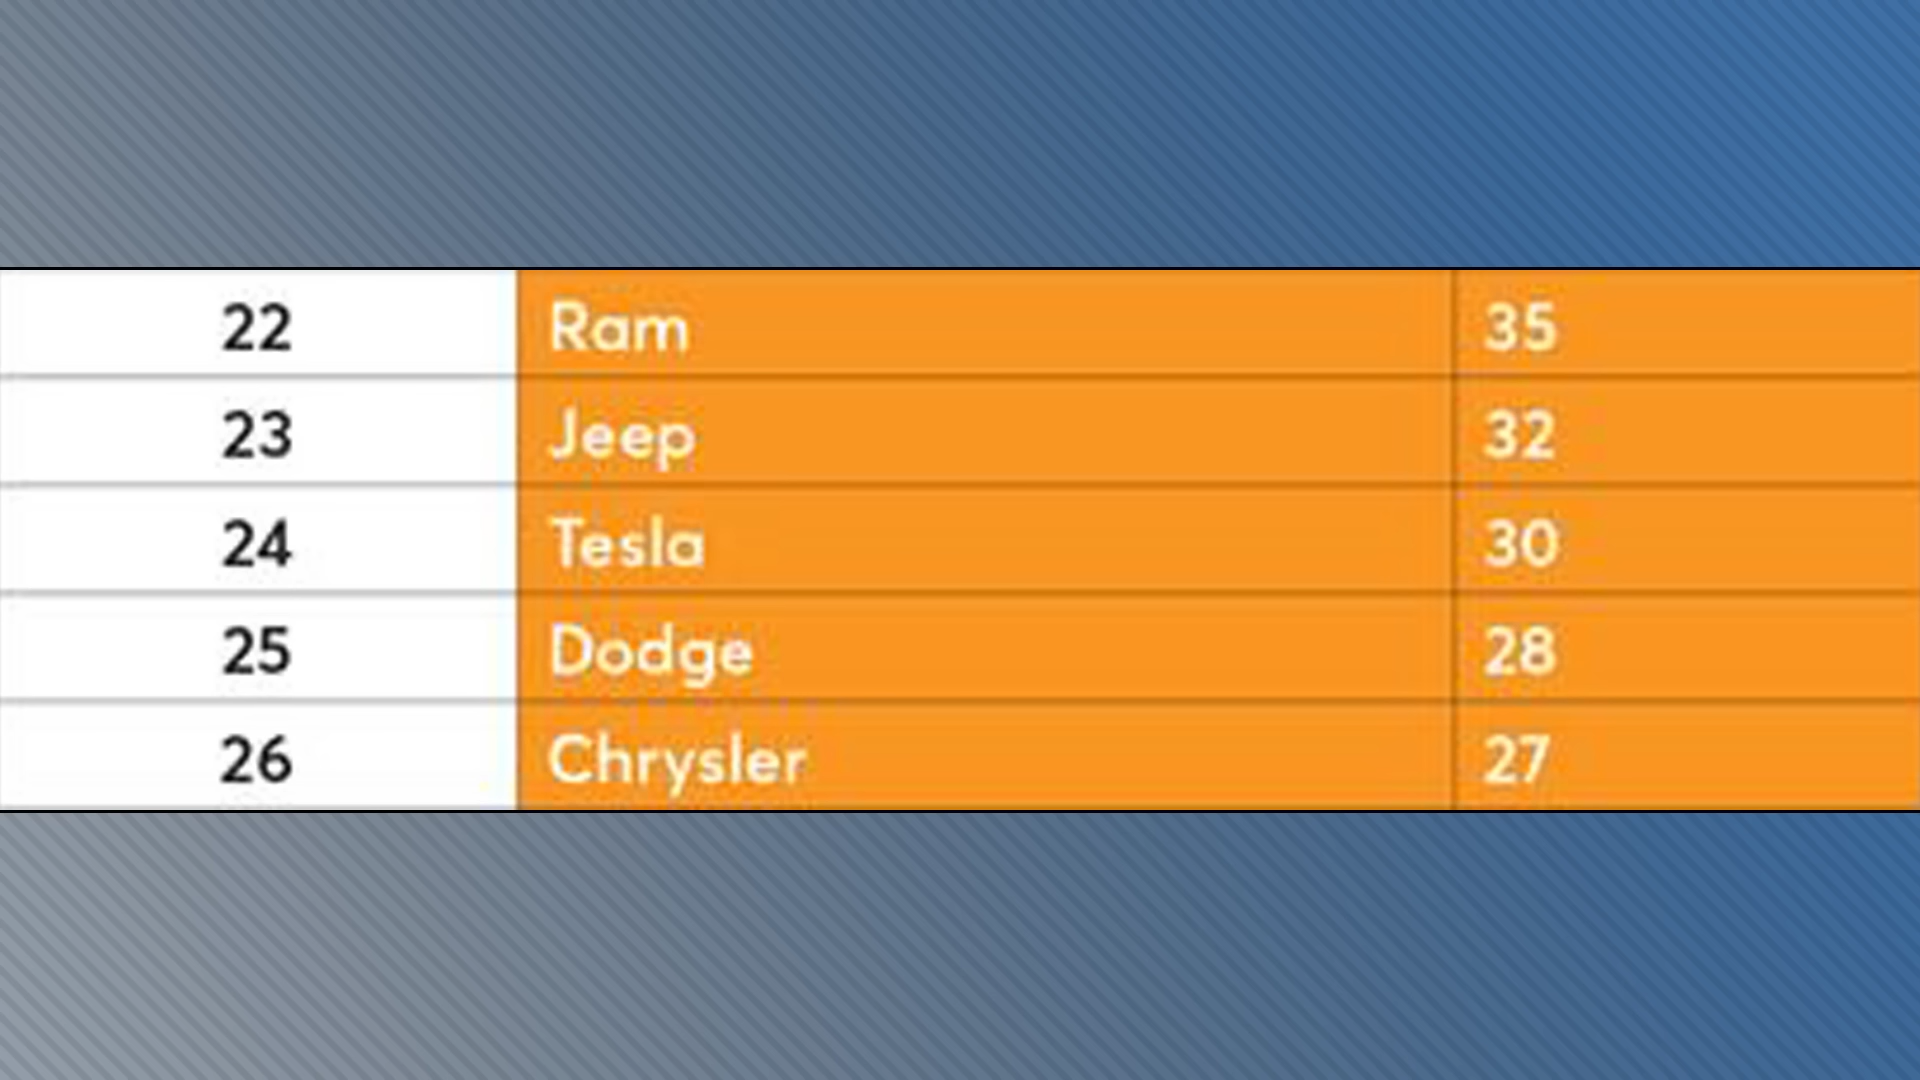 22 Ram 35
23 Jeep 32
24 Tesla 30
25 Dodge 28
26 Chrysler 27